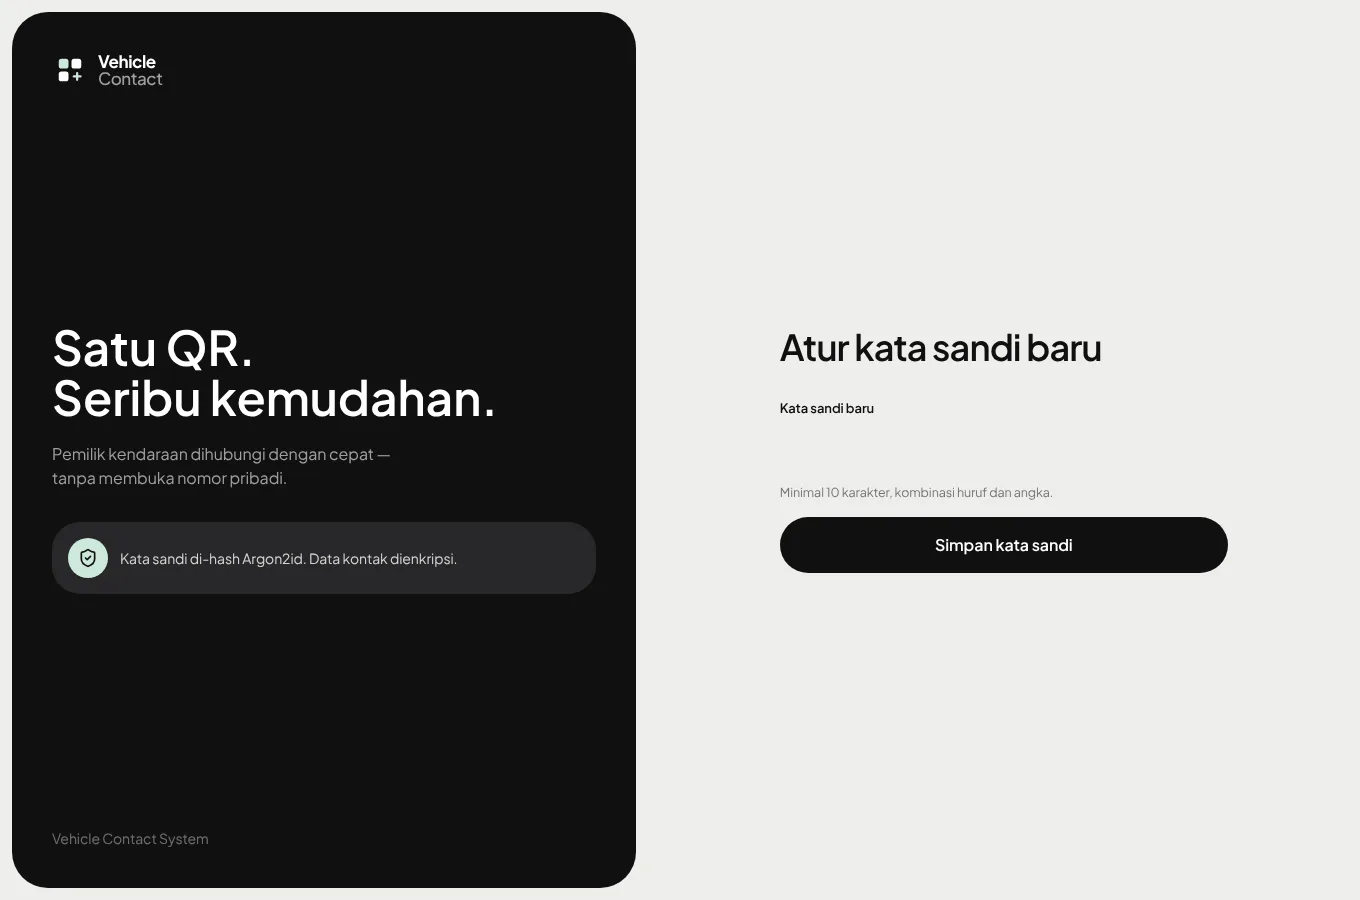 Vehicle
Contact
Satu QR.
Seribu kemudahan.
Pemilik kendaraan dihubungi dengan cepat —
tanpa membuka nomor pribadi.
Kata sandi di-hash Argon2id. Data kontak dienkripsi.
Vehicle Contact System
Atur kata sandi baru
Kata sandi baru
Minimal 10 karakter, kombinasi huruf dan angka.
Simpan kata sandi